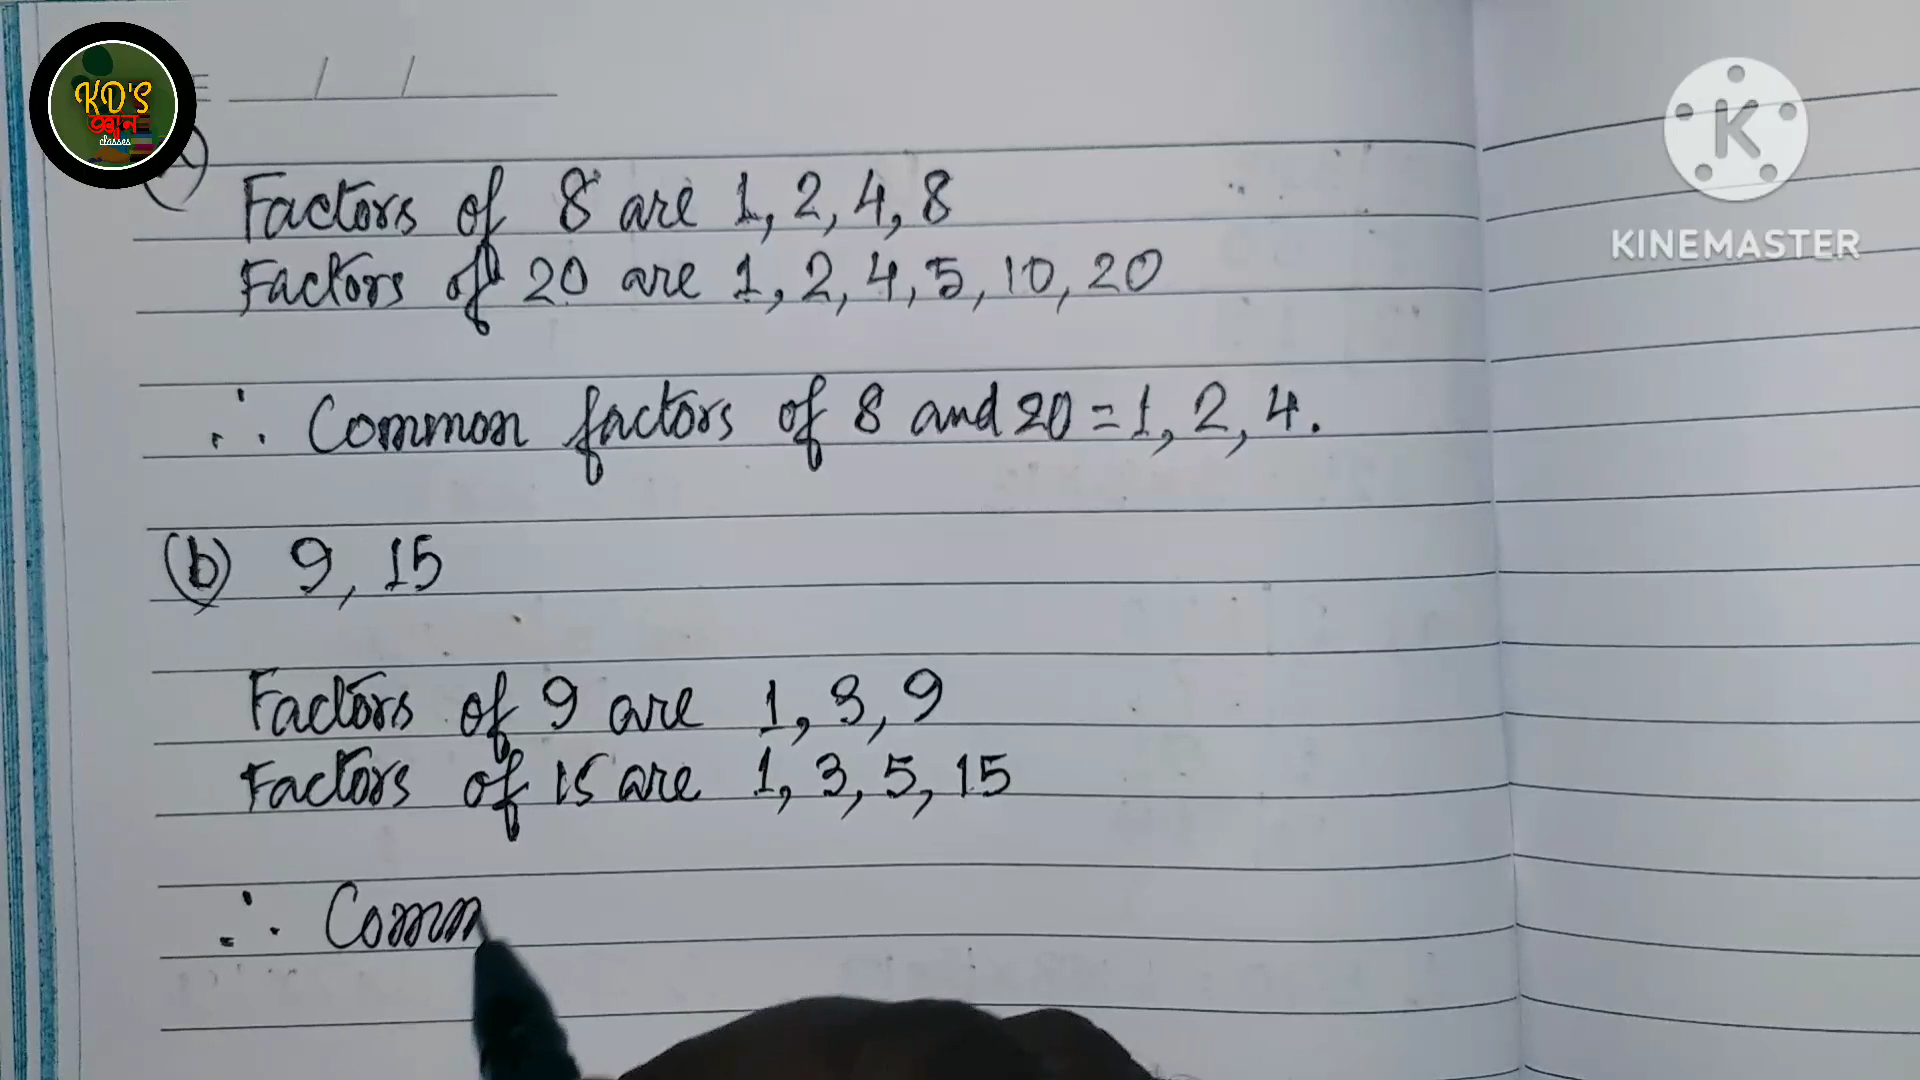 KD'S
জ্ঞান
classes
KINEMASTER
Factors of 8 are 1, 2, 4, 8
Factors of 20 are 1, 2, 4, 5, 10, 20
∴ Common factors of 8 and 20 = 1, 2, 4.
(b) 9, 15
Factors of 9 are 1, 3, 9
Factors of 15 are 1, 3, 5, 15
∴ Comm